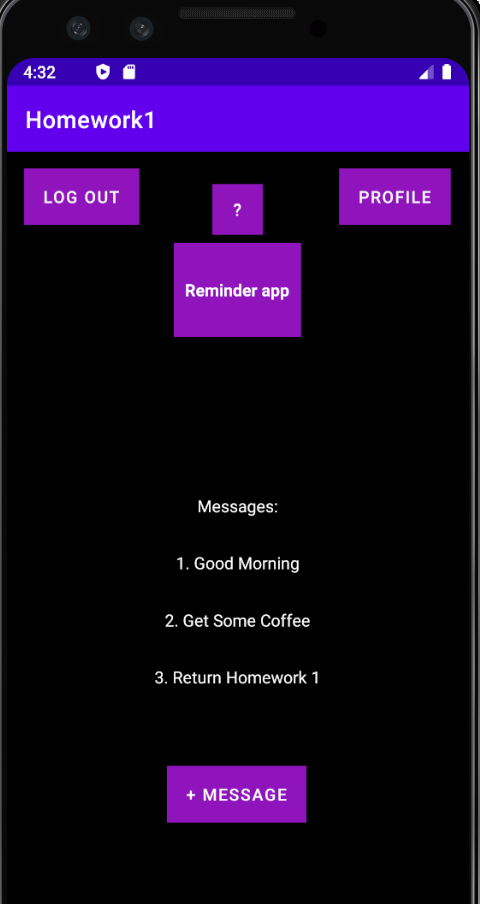 4:32
Homework1
LOG OUT
?
PROFILE
Reminder app
Messages:
1. Good Morning
2. Get Some Coffee
3. Return Homework 1
+ MESSAGE